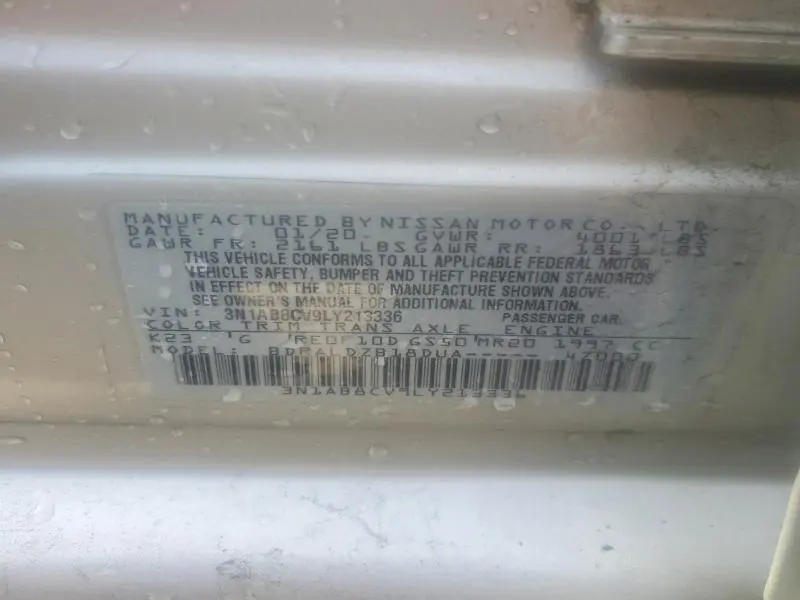 MANUFACTURED BY NISSAN MOTOR CO., LTD.
DATE: 01/20 GVWR: 4001 LBS
GAWR FR: 2161 LBS GAWR RR: 1863 LBS
THIS VEHICLE CONFORMS TO ALL APPLICABLE FEDERAL MOTOR
VEHICLE SAFETY, BUMPER AND THEFT PREVENTION STANDARDS
IN EFFECT ON THE DATE OF MANUFACTURE SHOWN ABOVE.
SEE OWNER'S MANUAL FOR ADDITIONAL INFORMATION.
VIN: 3N1AB8CV9LY213336 PASSENGER CAR
COLOR TRIM TRANS AXLE ENGINE
K23 G RE0F10D GS50 MR20 1997 CC
MODEL: BDRALDZB18DUA-----
3N1AB8CV9LY213336